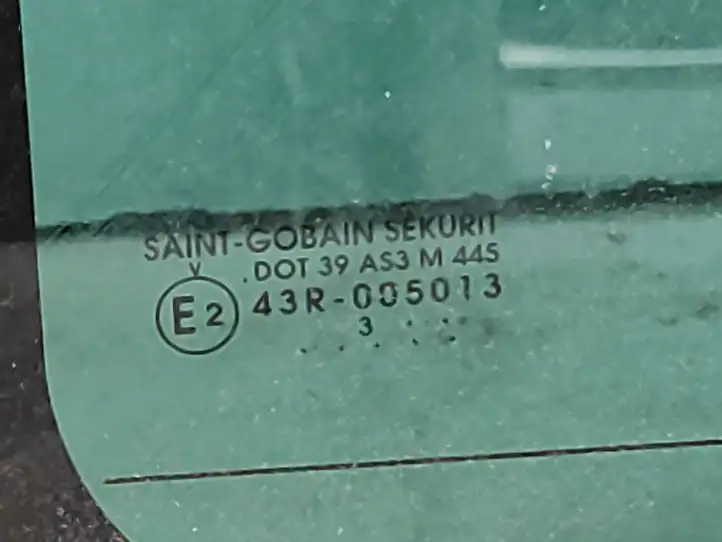 SAINT-GOBAIN SEKURIT
V .DOT 39 AS3 M 445
E2 43R-005013
3